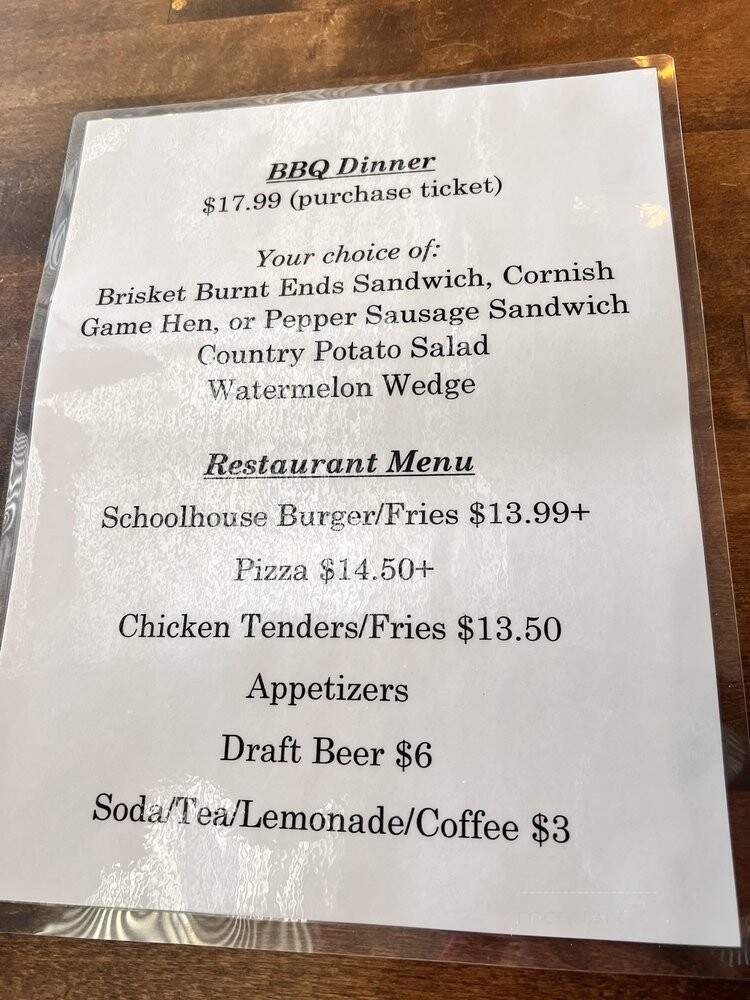 BBQ Dinner
$17.99 (purchase ticket)
Your choice of:
Brisket Burnt Ends Sandwich, Cornish
Game Hen, or Pepper Sausage Sandwich
Country Potato Salad
Watermelon Wedge
Restaurant Menu
Schoolhouse Burger/Fries $13.99+
Pizza $14.50+
Chicken Tenders/Fries $13.50
Appetizers
Draft Beer $6
Soda/Tea/Lemonade/Coffee $3